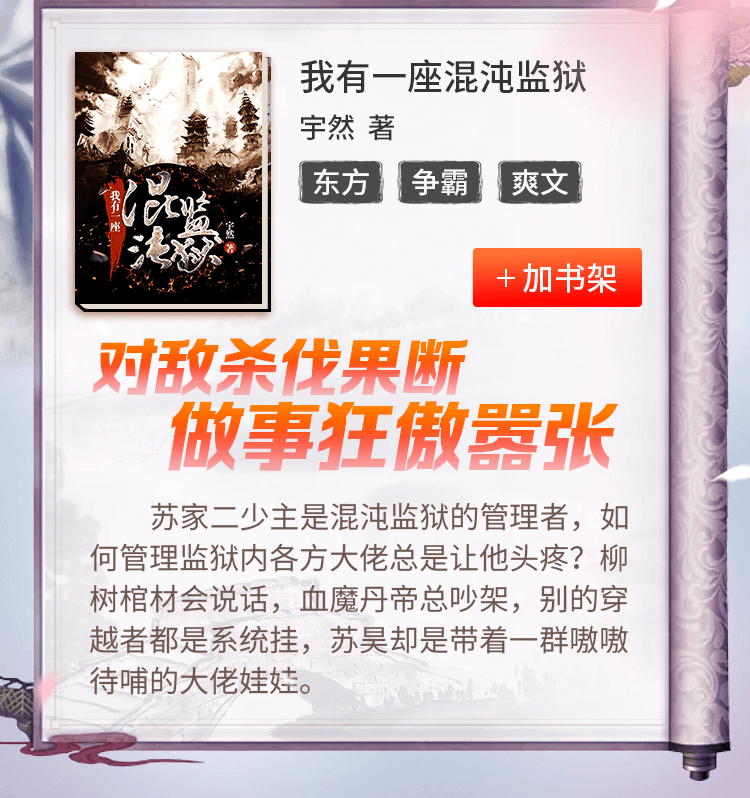 我有一座混沌监狱
宇然 著
东方 争霸 爽文
我有一座
混沌
监狱
宇然
著
+加书架
对敌杀伐果断
做事狂傲嚣张
苏家二少主是混沌监狱的管理者，如
何管理监狱内各方大佬总是让他头疼？柳
树棺材会说话，血魔丹帝总吵架，别的穿
越者都是系统挂，苏昊却是带着一群嗷嗷
待哺的大佬娃娃。